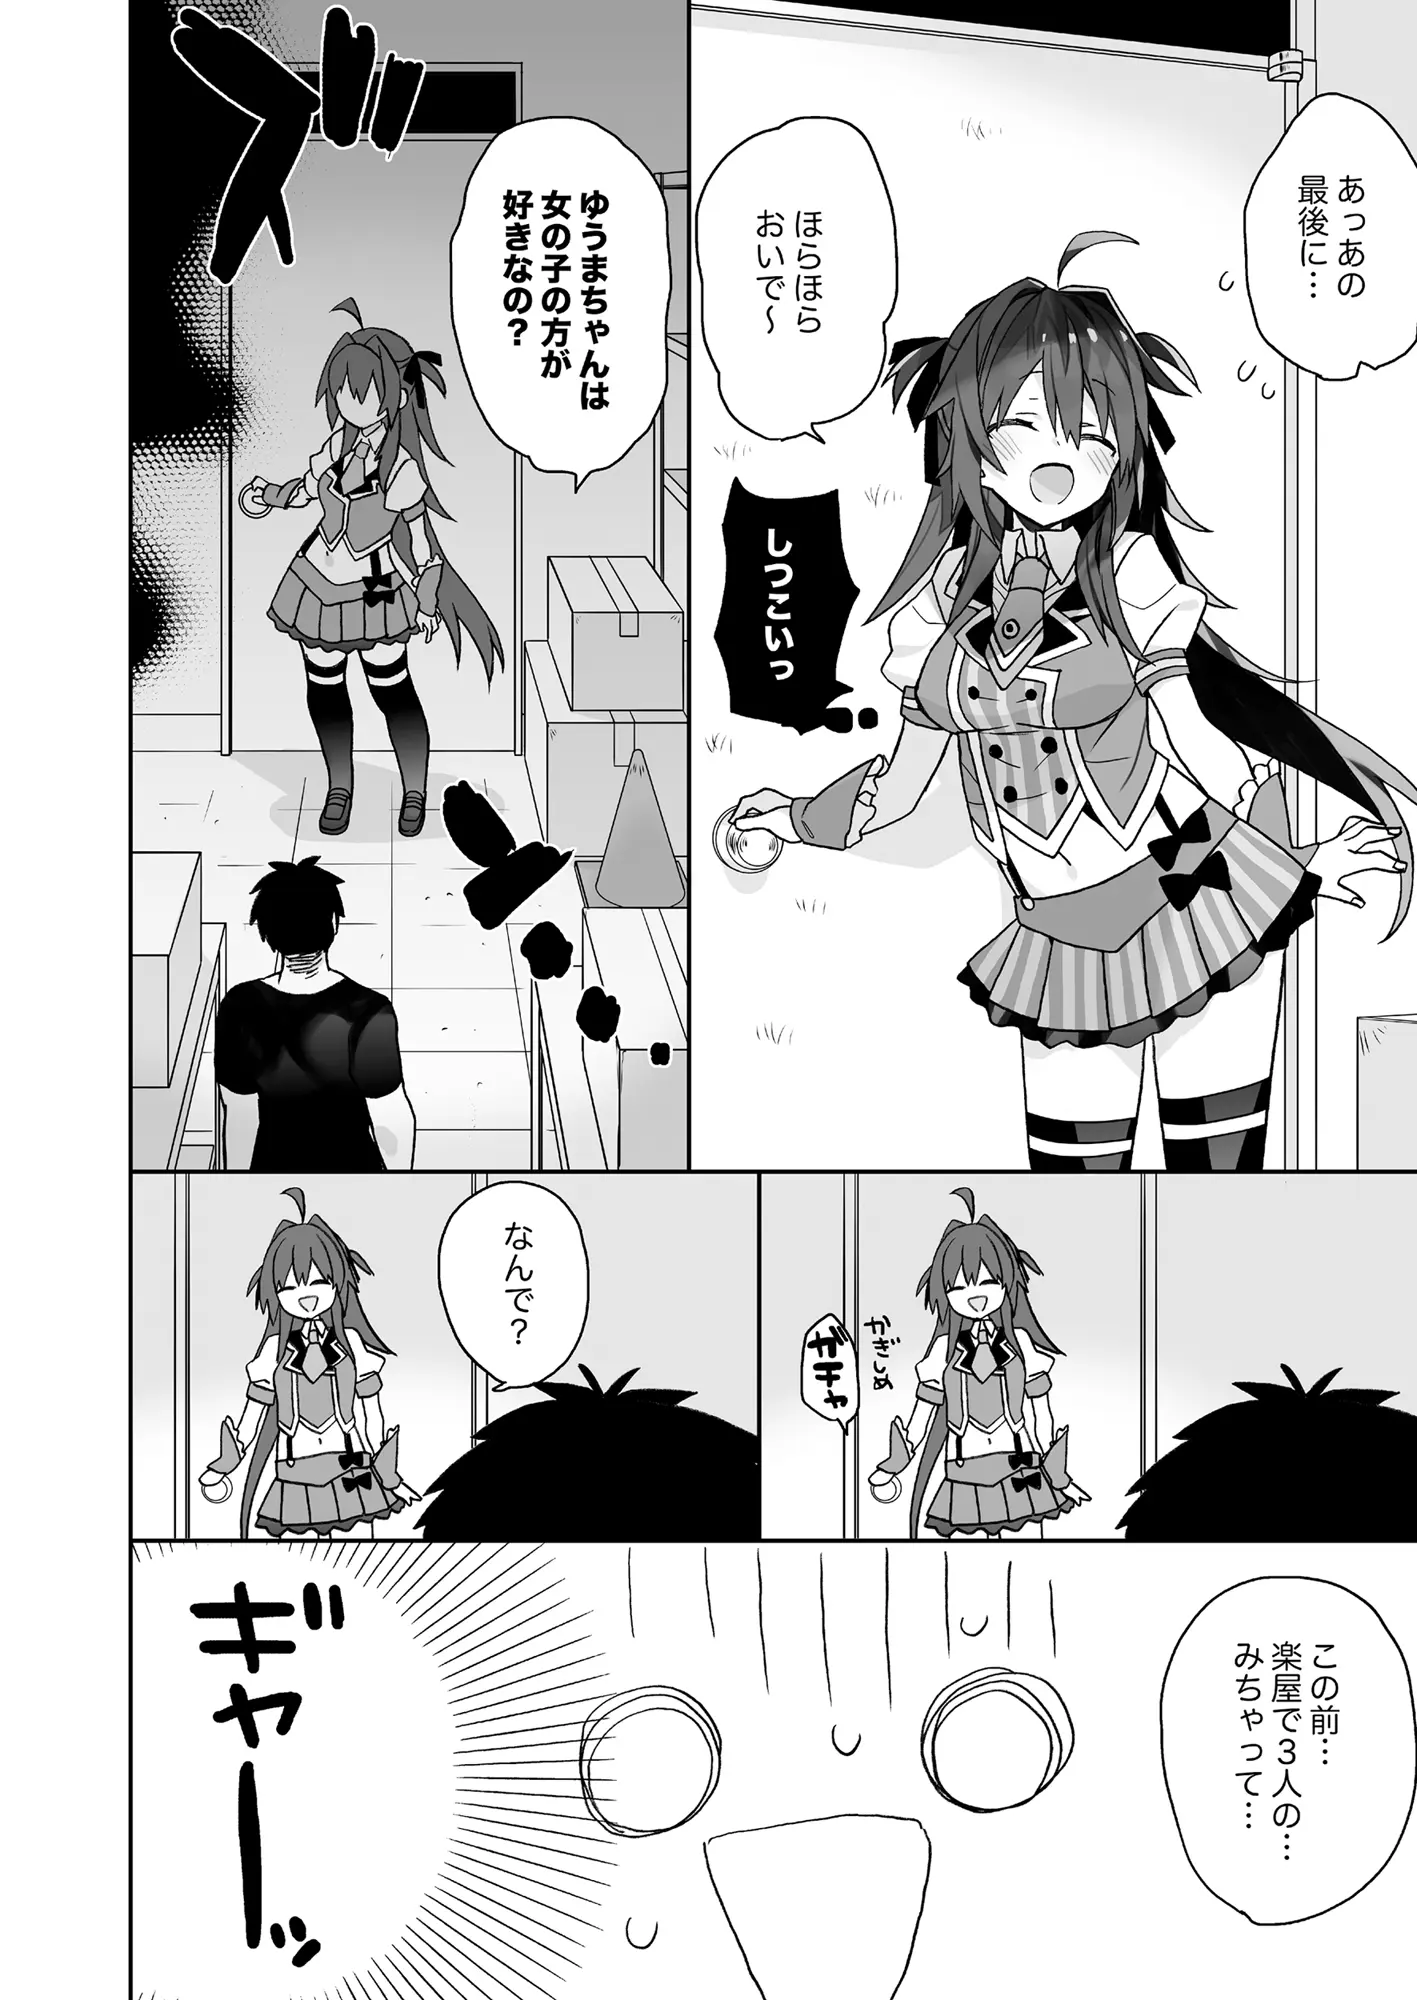 あっあの
最後に…
ほらほら
おいで～
しつこいっ
ゆうまちゃんは
女の子の方が
好きなの？
ズズ
かぎしめ
ガチャ
なんで？
この前…
楽屋で3人の…
みちゃって…
ギャーーッ